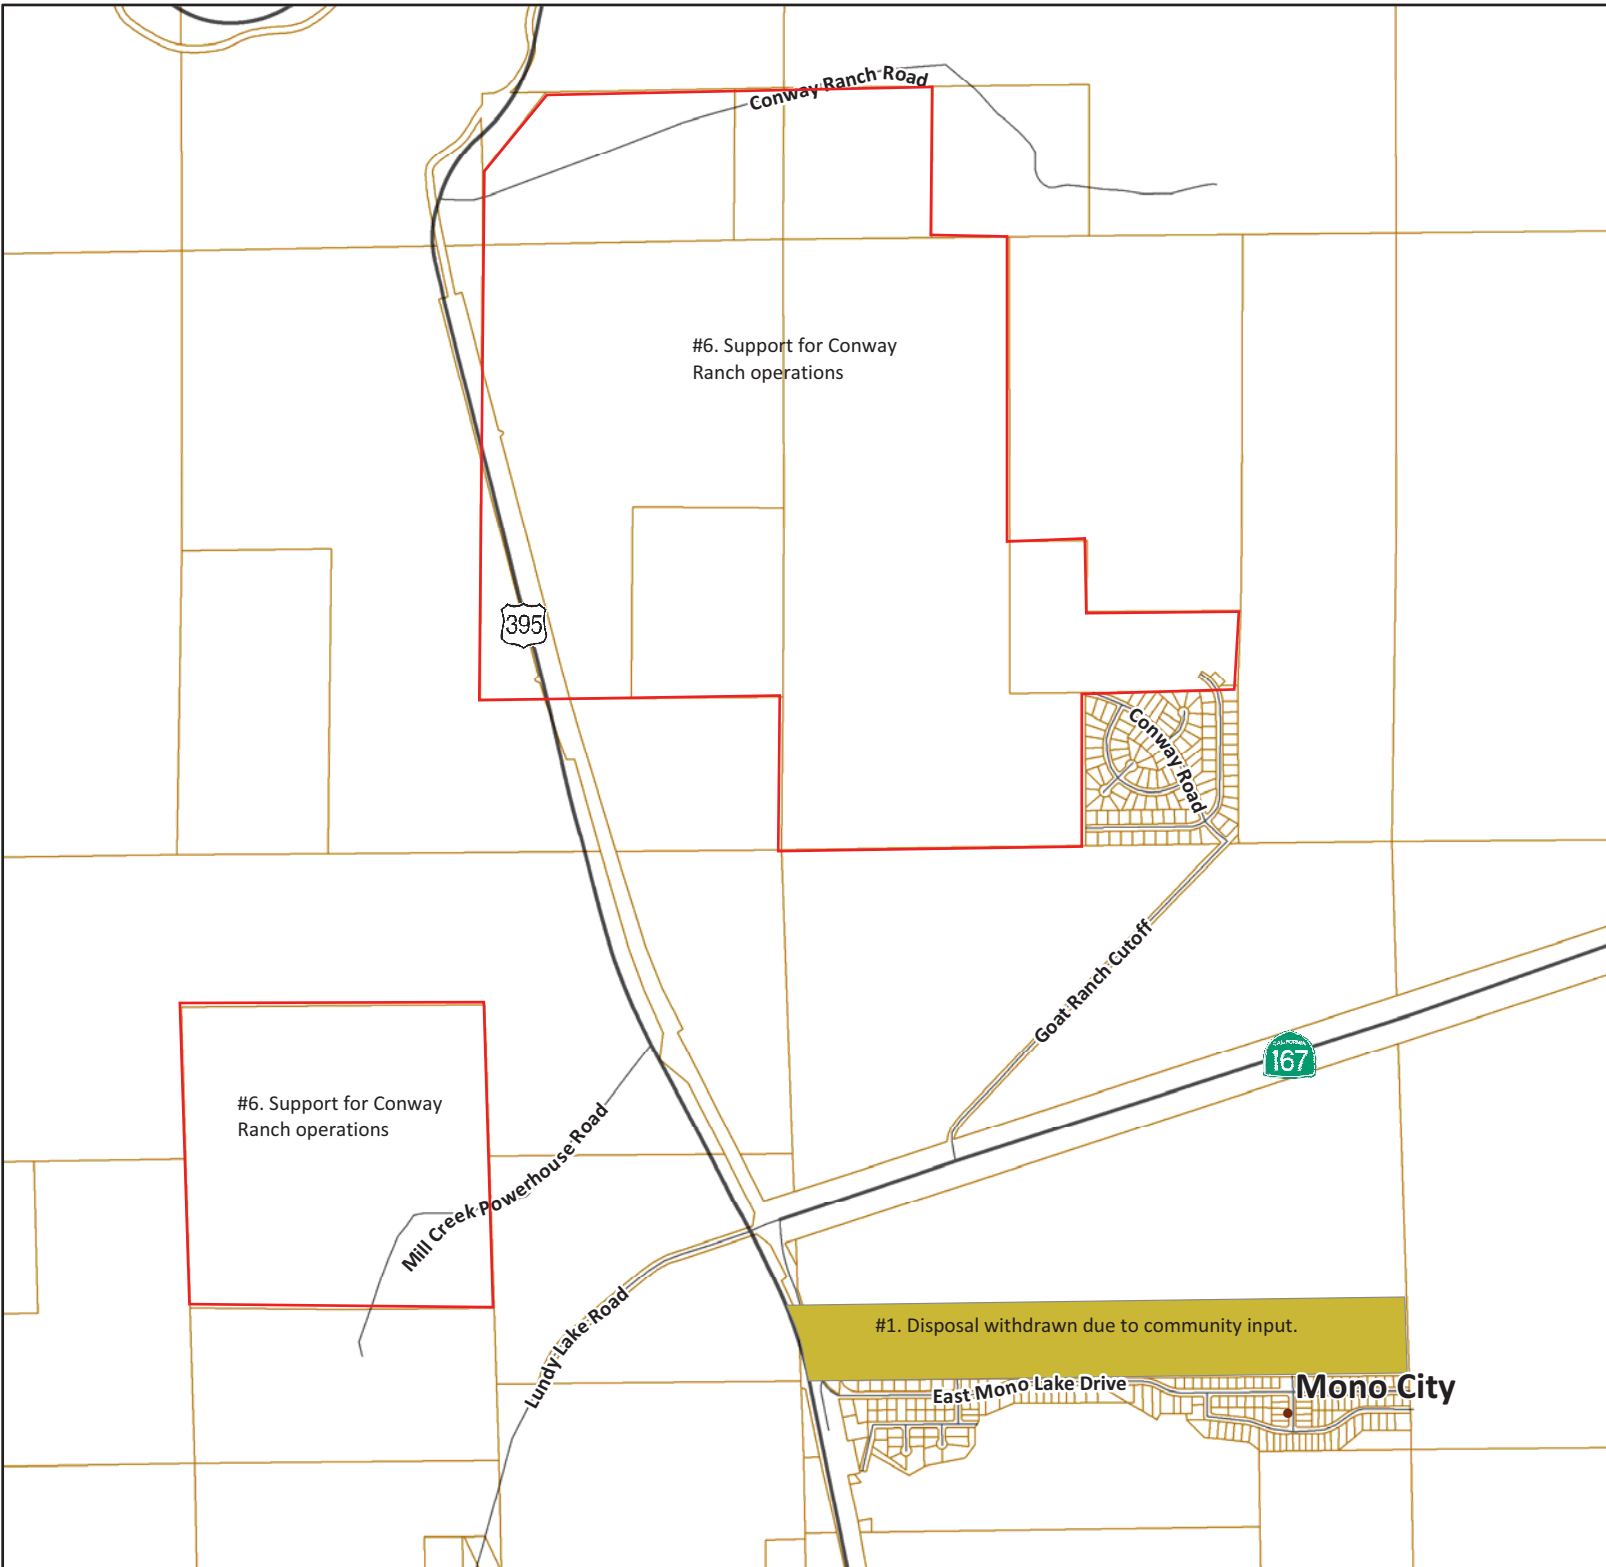 Conway Ranch Road
#6. Support for Conway
Ranch operations
395
Conway Road
Goat Ranch Cutoff
CALIFORNIA
167
#6. Support for Conway
Ranch operations
Mill Creek Powerhouse Road
Lundy Lake Road
#1. Disposal withdrawn due to community input.
East Mono Lake Drive
Mono City